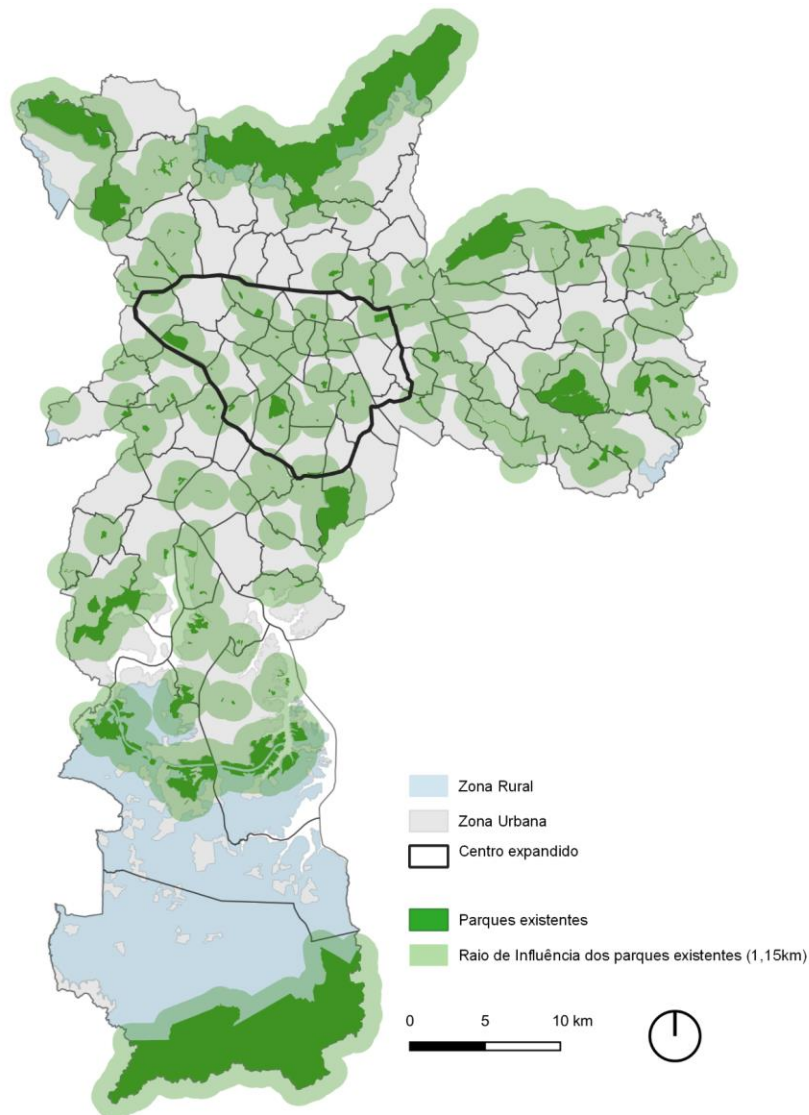 Zona Rural
Zona Urbana
Centro expandido
Parques existentes
Raio de Influência dos parques existentes (1,15km)
0 5 10 km